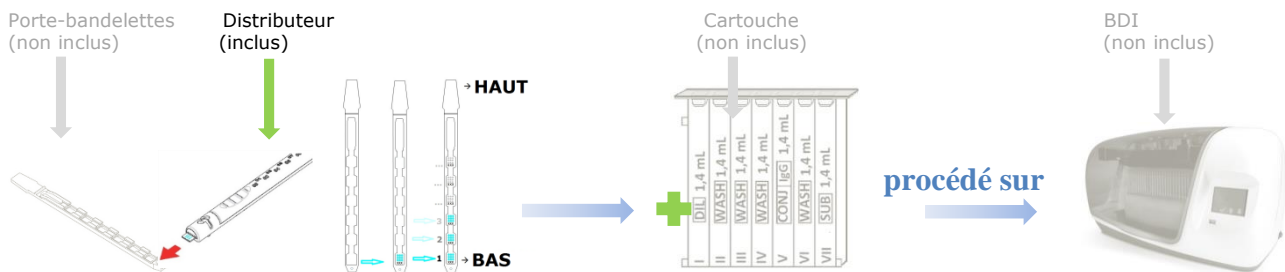 Porte-bandelettes
(non inclus)
Distributeur
(inclus)
HAUT
...
...
...
3
2
1
BAS
Cartouche
(non inclus)
I DIL 1,4 mL
II WASH 1,4 mL
III WASH 1,4 mL
IV WASH 1,4 mL
V CONJ IgG 1,4 mL
VI WASH 1,4 mL
VII SUB 1,4 mL
procédé sur
BDI
(non inclus)